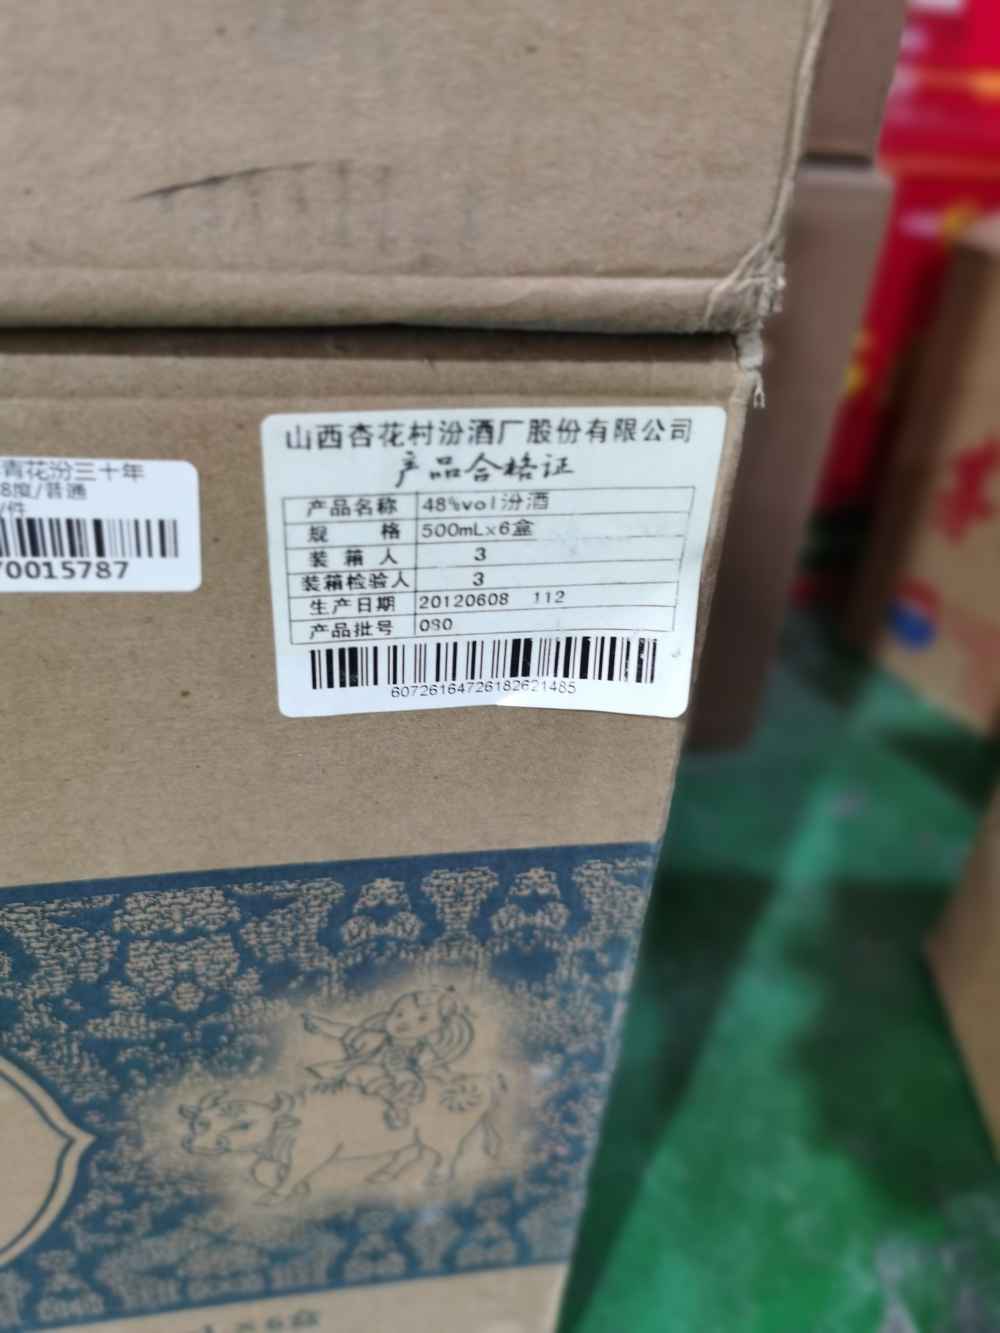 山西杏花村汾酒厂股份有限公司
产品合格证
产品名称 48%vol汾酒
规格 500mLx6盒
装箱人 3
装箱检验人 3
生产日期 20120608 112
产品批号 080
60726164726182621485
青花汾三十年
8度/普通
/件
70015787